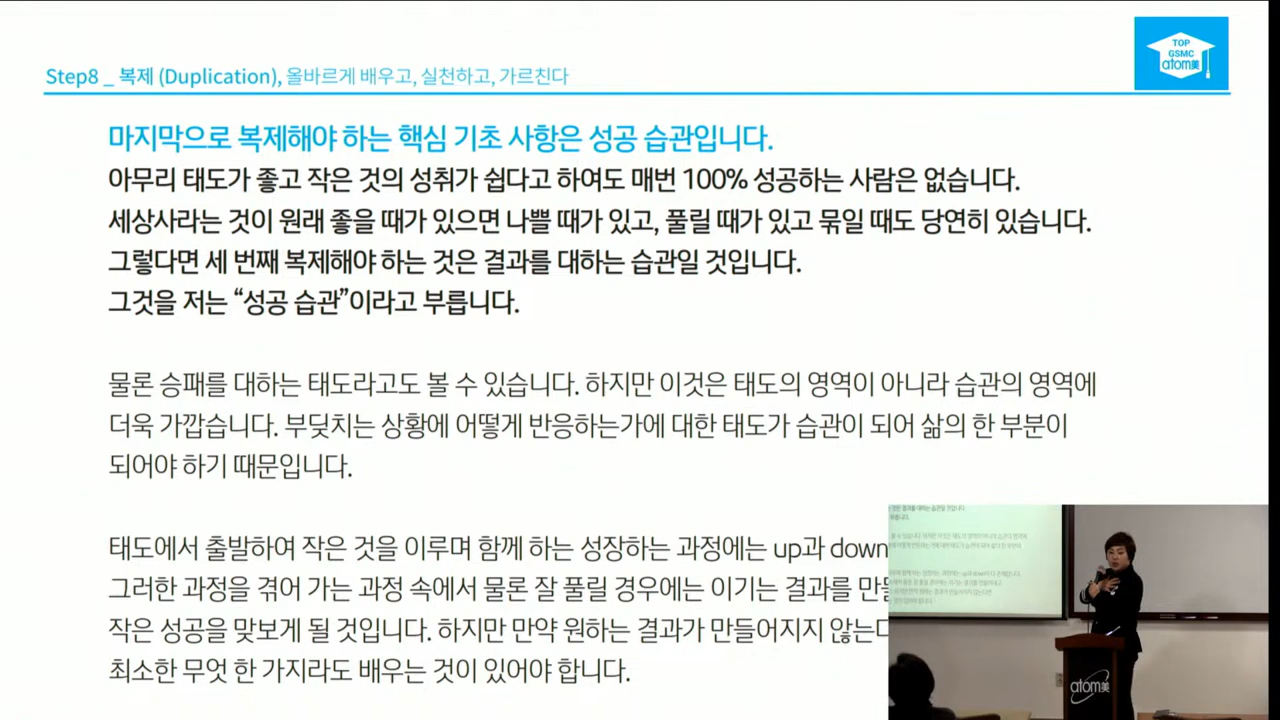 TOP
GSMC
atom美
Step8 _ 복제 (Duplication), 올바르게 배우고, 실천하고, 가르친다
마지막으로 복제해야 하는 핵심 기초 사항은 성공 습관입니다.
아무리 태도가 좋고 작은 것의 성취가 쉽다고 하여도 매번 100% 성공하는 사람은 없습니다.
세상사라는 것이 원래 좋을 때가 있으면 나쁠 때가 있고, 풀릴 때가 있고 묶일 때도 당연히 있습니다.
그렇다면 세 번째 복제해야 하는 것은 결과를 대하는 습관일 것입니다.
그것을 저는 “성공 습관”이라고 부릅니다.
물론 승패를 대하는 태도라고도 볼 수 있습니다. 하지만 이것은 태도의 영역이 아니라 습관의 영역에
더욱 가깝습니다. 부딪치는 상황에 어떻게 반응하는가에 대한 태도가 습관이 되어 삶의 한 부분이
되어야 하기 때문입니다.
태도에서 출발하여 작은 것을 이루며 함께 하는 성장하는 과정에는 up과 down
그러한 과정을 겪어 가는 과정 속에서 물론 잘 풀릴 경우에는 이기는 결과를
작은 성공을 맞보게 될 것입니다. 하지만 만약 원하는 결과가 만들어지지
최소한 무엇 한 가지라도 배우는 것이 있어야 합니다.
atom美